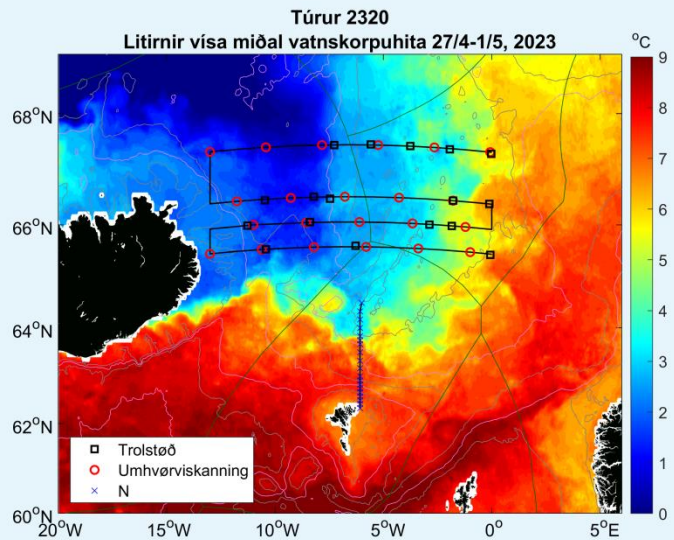 Túrur 2320
Litirnir vísa miðal vatnskorpuhita 27/4-1/5, 2023
°C
9
8
7
6
5
4
3
2
1
0
68°N
66°N
64°N
62°N
60°N
20°W
15°W
10°W
5°W
0°
5°E
Trolstøð
Umhvørviskanning
N